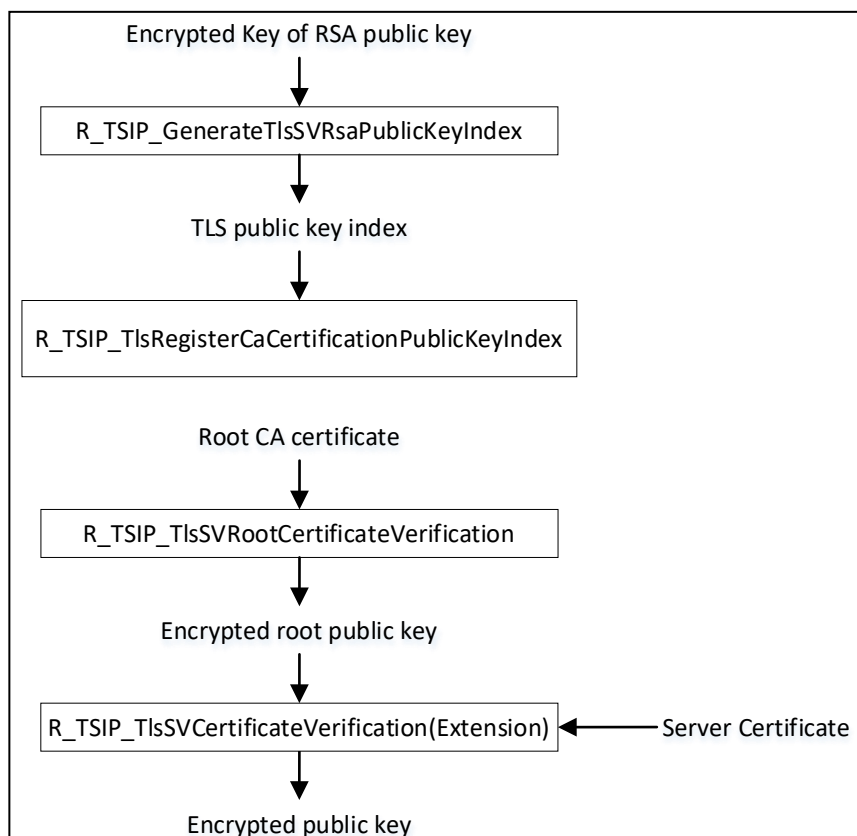 Encrypted Key of RSA public key
R_TSIP_GenerateTlsSVRsaPublicKeyIndex
TLS public key index
R_TSIP_TlsRegisterCaCertificationPublicKeyIndex
Root CA certificate
R_TSIP_TlsSVRootCertificateVerification
Encrypted root public key
R_TSIP_TlsSVCertificateVerification(Extension)
Server Certificate
Encrypted public key